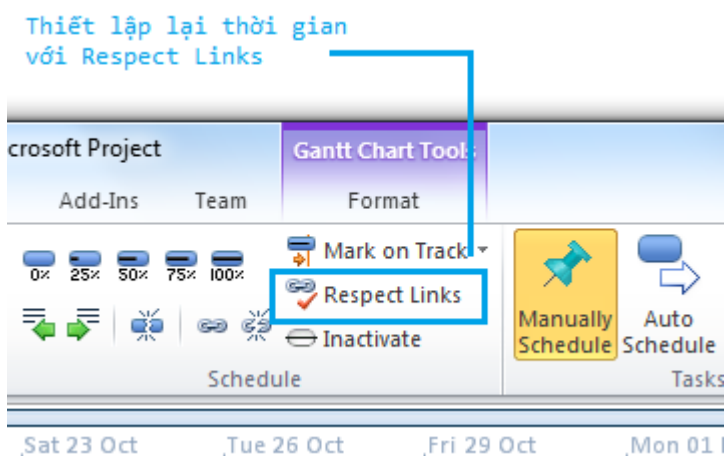 Thiết lập lại thời gian
với Respect Links
crosoft Project
Gantt Chart Tools
Add-Ins
Team
Format
0%
25%
50%
75%
100%
Mark on Track
Respect Links
Inactivate
Manually
Schedule
Auto
Schedule
Schedule
Tasks
Sat 23 Oct
Tue 26 Oct
Fri 29 Oct
Mon 01